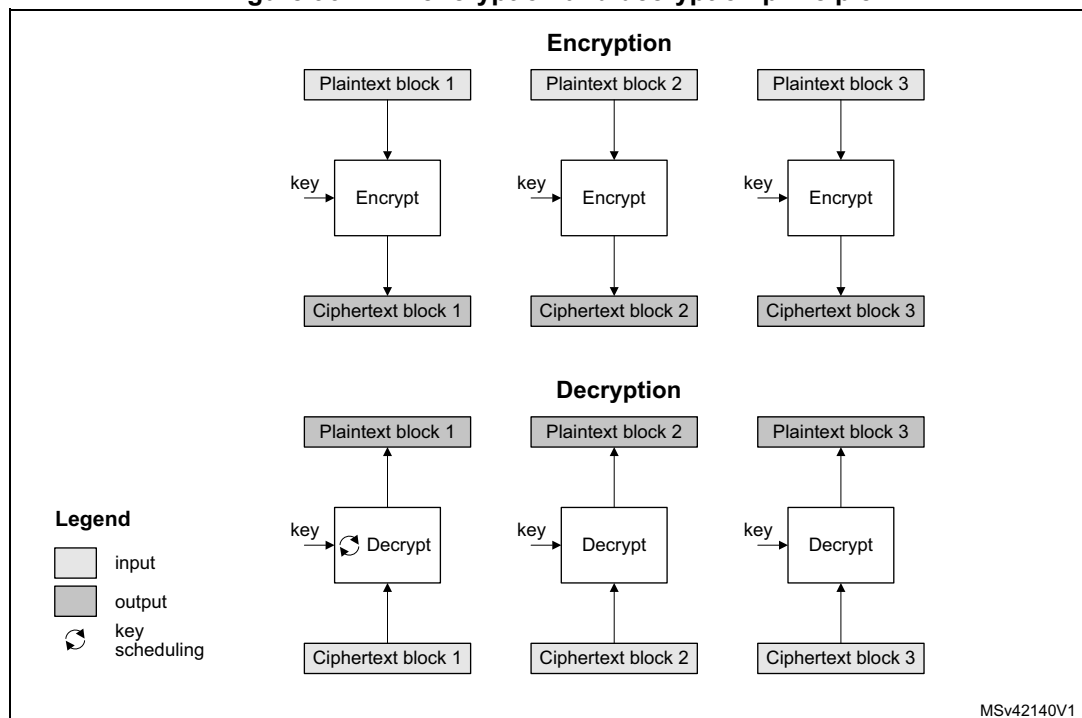 Encryption
Plaintext block 1 Plaintext block 2 Plaintext block 3
key Encrypt key Encrypt key Encrypt
Ciphertext block 1 Ciphertext block 2 Ciphertext block 3
Decryption
Plaintext block 1 Plaintext block 2 Plaintext block 3
Legend
key Decrypt key Decrypt key Decrypt
input
output
key
scheduling
Ciphertext block 1 Ciphertext block 2 Ciphertext block 3
MSv42140V1